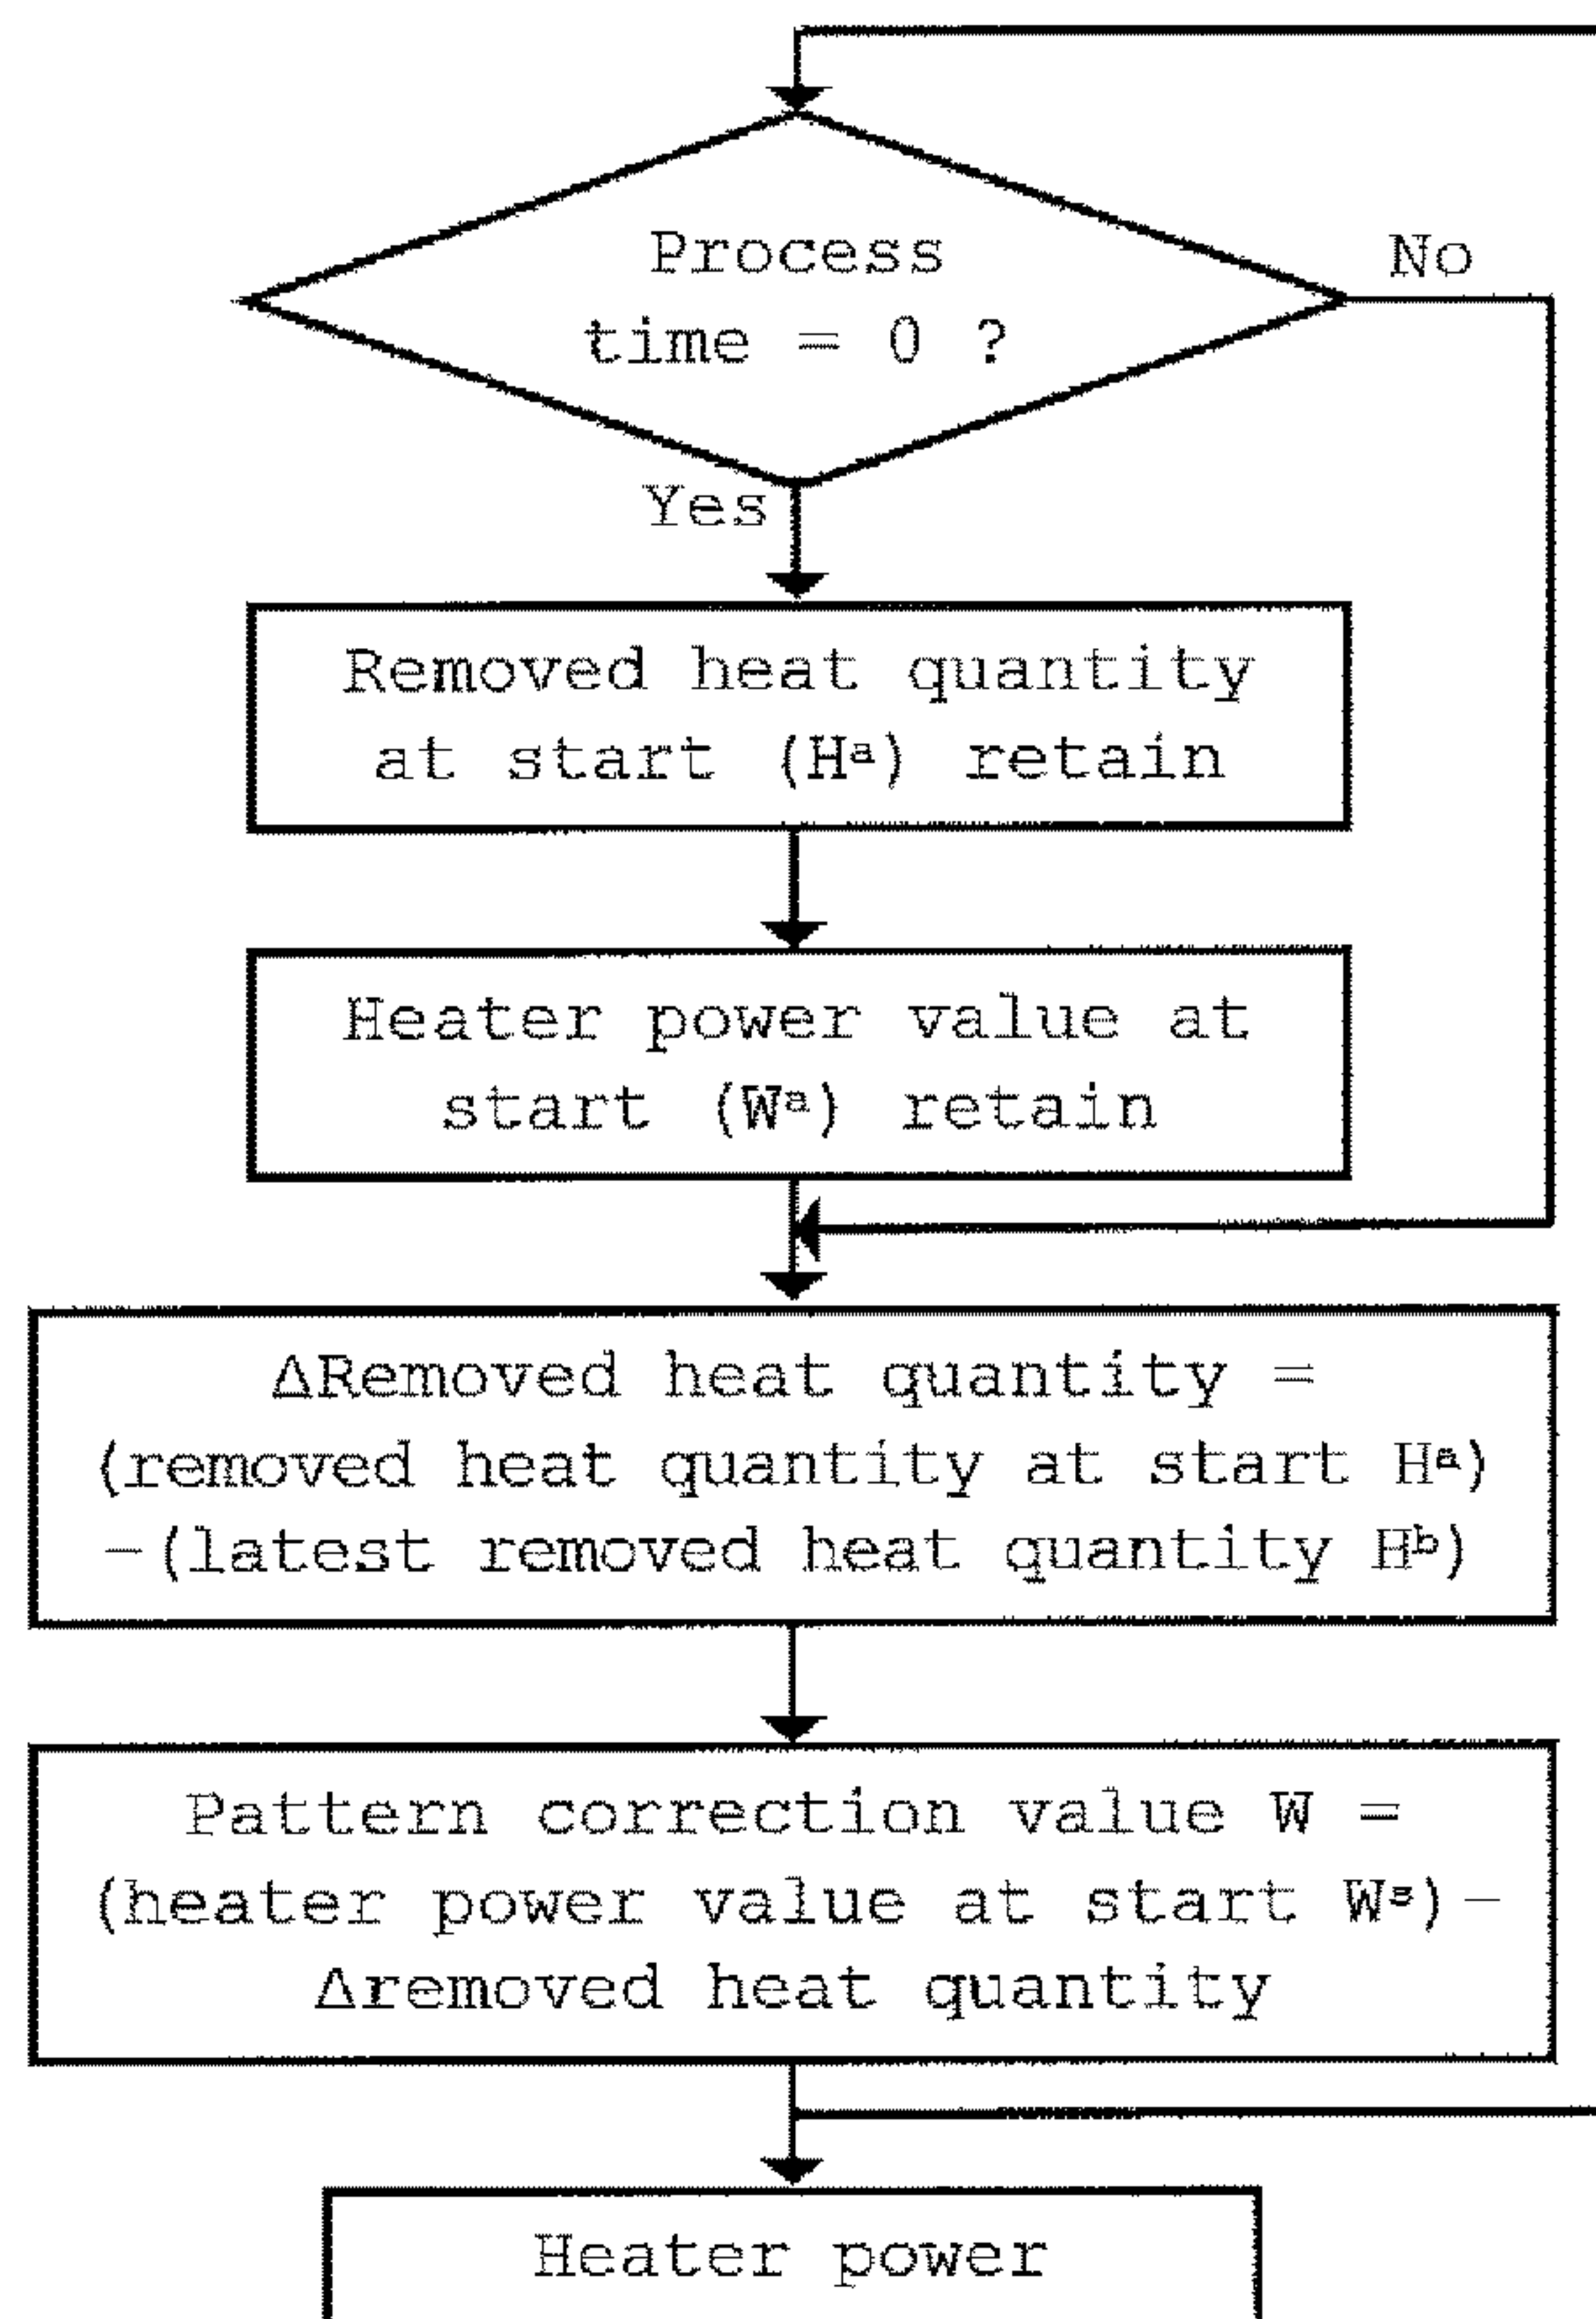 Process
time = 0 ?
No
Yes
Removed heat quantity
at start (Hᵃ) retain
Heater power value at
start (Wᵃ) retain
ΔRemoved heat quantity =
(removed heat quantity at start Hᵃ)
−(latest removed heat quantity Hᵇ)
Pattern correction value W =
(heater power value at start Wᵃ)−
Δremoved heat quantity
Heater power